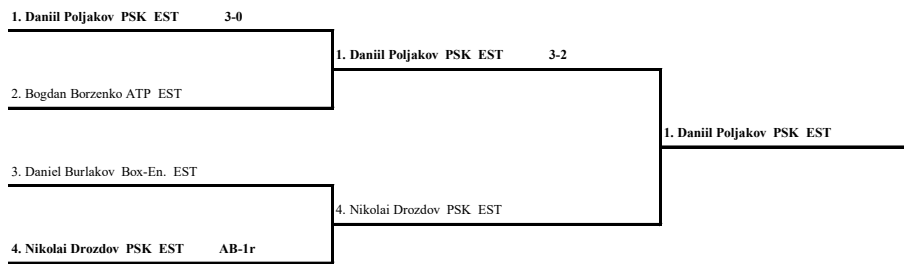 1. Daniil Poljakov PSK EST 3-0
1. Daniil Poljakov PSK EST 3-2
2. Bogdan Borzenko ATP EST
1. Daniil Poljakov PSK EST
3. Daniel Burlakov Box-En. EST
4. Nikolai Drozdov PSK EST
4. Nikolai Drozdov PSK EST AB-1r